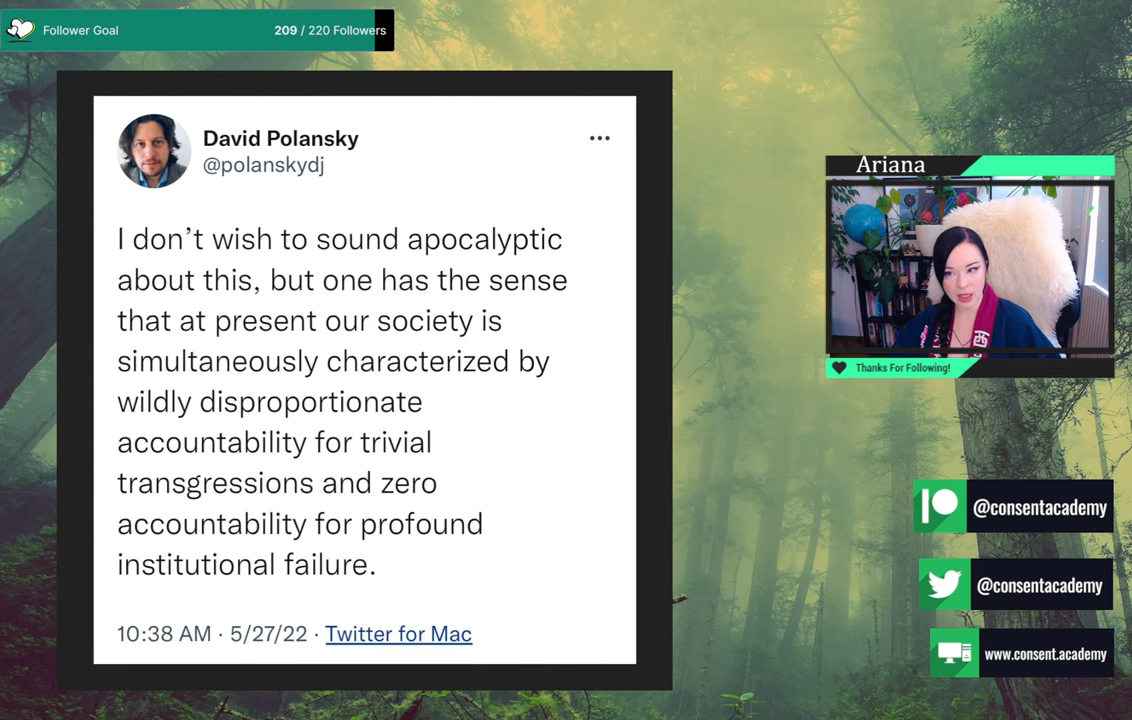 Follower Goal
209 / 220 Followers
David Polansky
@polanskydj
I don’t wish to sound apocalyptic
about this, but one has the sense
that at present our society is
simultaneously characterized by
wildly disproportionate
accountability for trivial
transgressions and zero
accountability for profound
institutional failure.
10:38 AM · 5/27/22 · Twitter for Mac
Ariana
Thanks For Following!
@consentacademy
@consentacademy
www.consent.academy